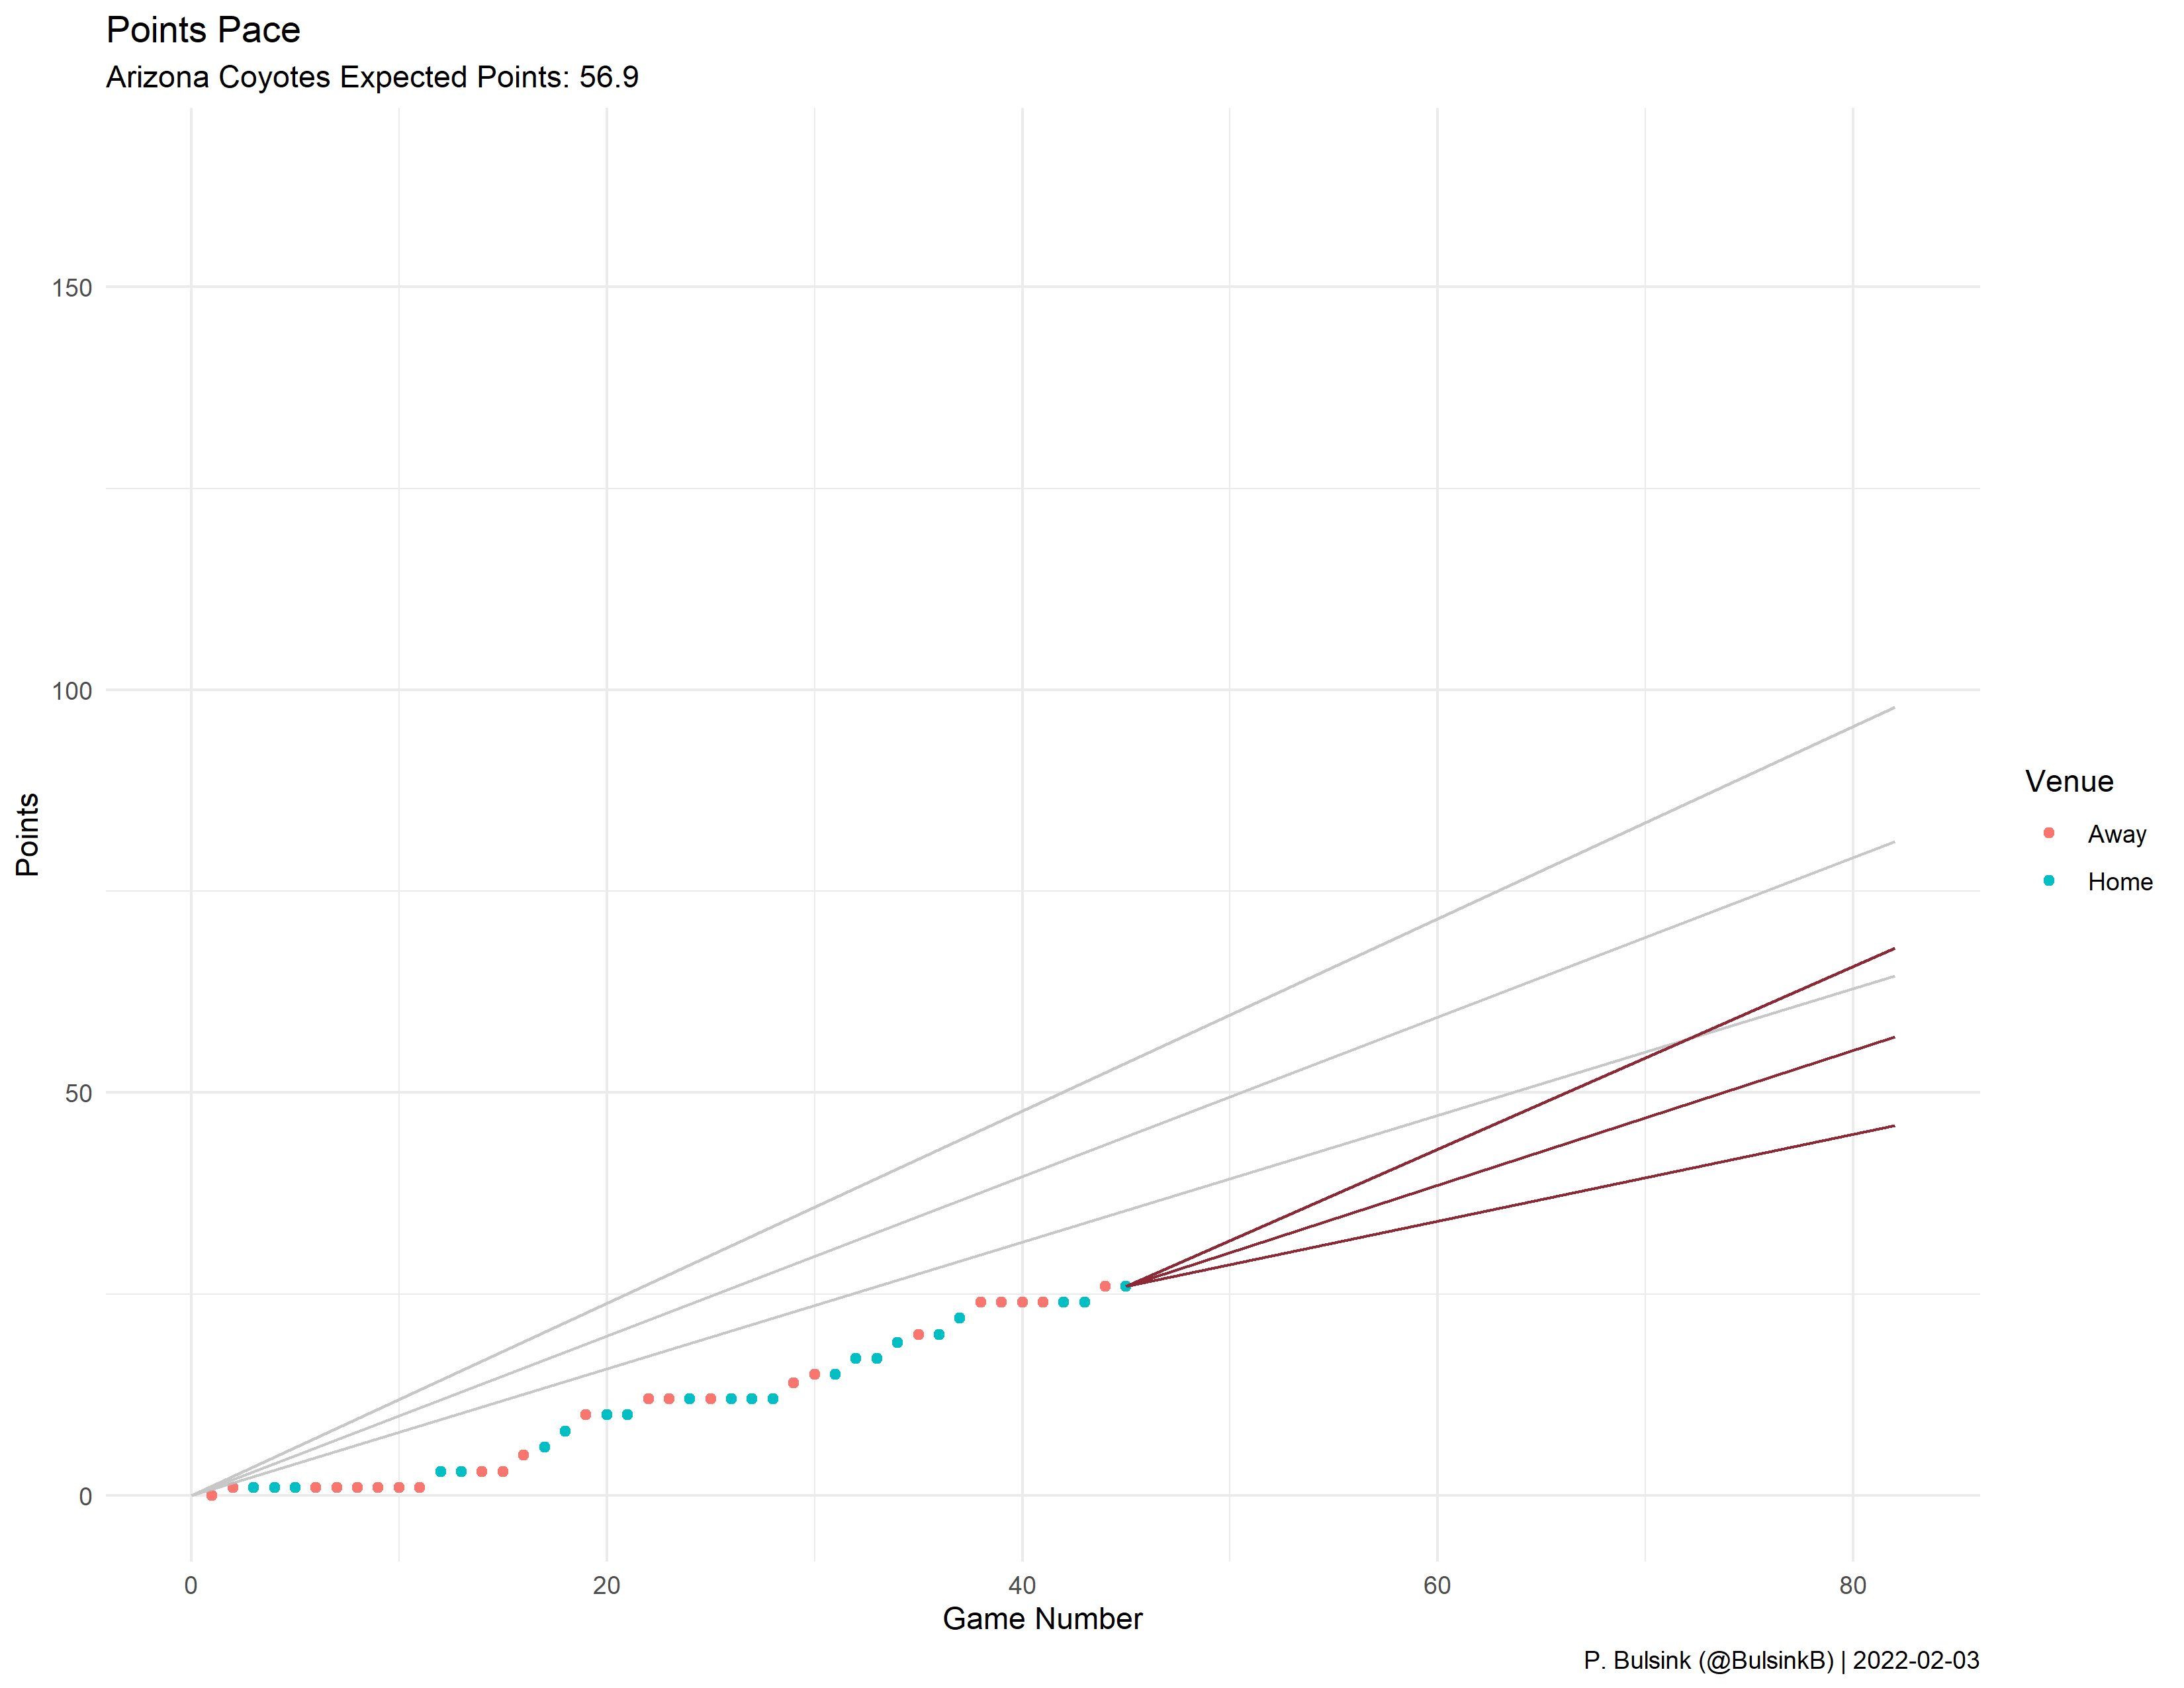 Points Pace
Arizona Coyotes Expected Points: 56.9
150
100
50
0
Points
0 20 40 60 80
Game Number
Venue
Away
Home
P. Bulsink (@BulsinkB) | 2022-02-03